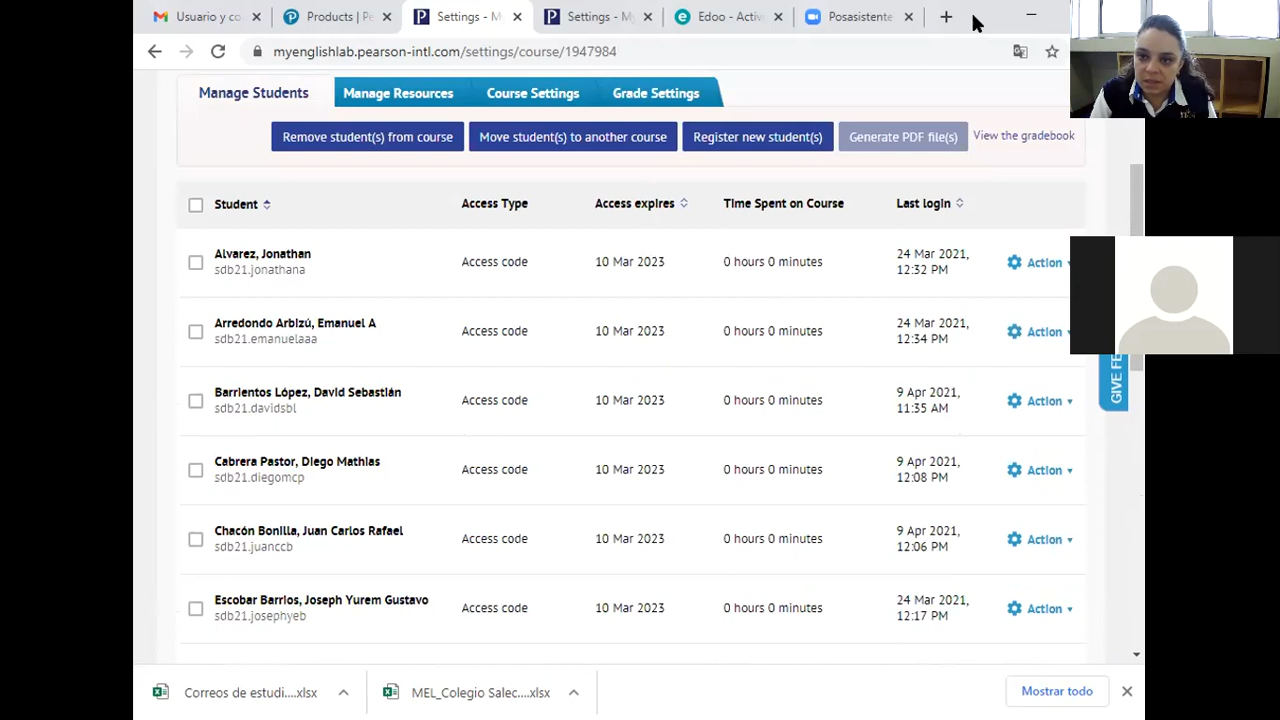 Usuario y co
Products | Pe
Settings - M
Settings - My
Edoo - Activ
Posasistente
myenglishlab.pearson-intl.com/settings/course/1947984
Manage Students
Manage Resources
Course Settings
Grade Settings
Remove student(s) from course
Move student(s) to another course
Register new student(s)
Generate PDF file(s)
View the gradebook
Student
Access Type
Access expires
Time Spent on Course
Last login
Alvarez, Jonathan
sdb21.jonathana
Access code
10 Mar 2023
0 hours 0 minutes
24 Mar 2021,
12:32 PM
Action
Arredondo Arbizú, Emanuel A
sdb21.emanuelaaa
Access code
10 Mar 2023
0 hours 0 minutes
24 Mar 2021,
12:34 PM
Action
Barrientos López, David Sebastián
sdb21.davidsbl
Access code
10 Mar 2023
0 hours 0 minutes
9 Apr 2021,
11:35 AM
Action
Cabrera Pastor, Diego Mathias
sdb21.diegomcp
Access code
10 Mar 2023
0 hours 0 minutes
9 Apr 2021,
12:08 PM
Action
Chacón Bonilla, Juan Carlos Rafael
sdb21.juanccb
Access code
10 Mar 2023
0 hours 0 minutes
9 Apr 2021,
12:06 PM
Action
Escobar Barrios, Joseph Yurem Gustavo
sdb21.josephyeb
Access code
10 Mar 2023
0 hours 0 minutes
24 Mar 2021,
12:17 PM
Action
GIVE FE
Correos de estudi....xlsx
MEL_Colegio Salec....xlsx
Mostrar todo